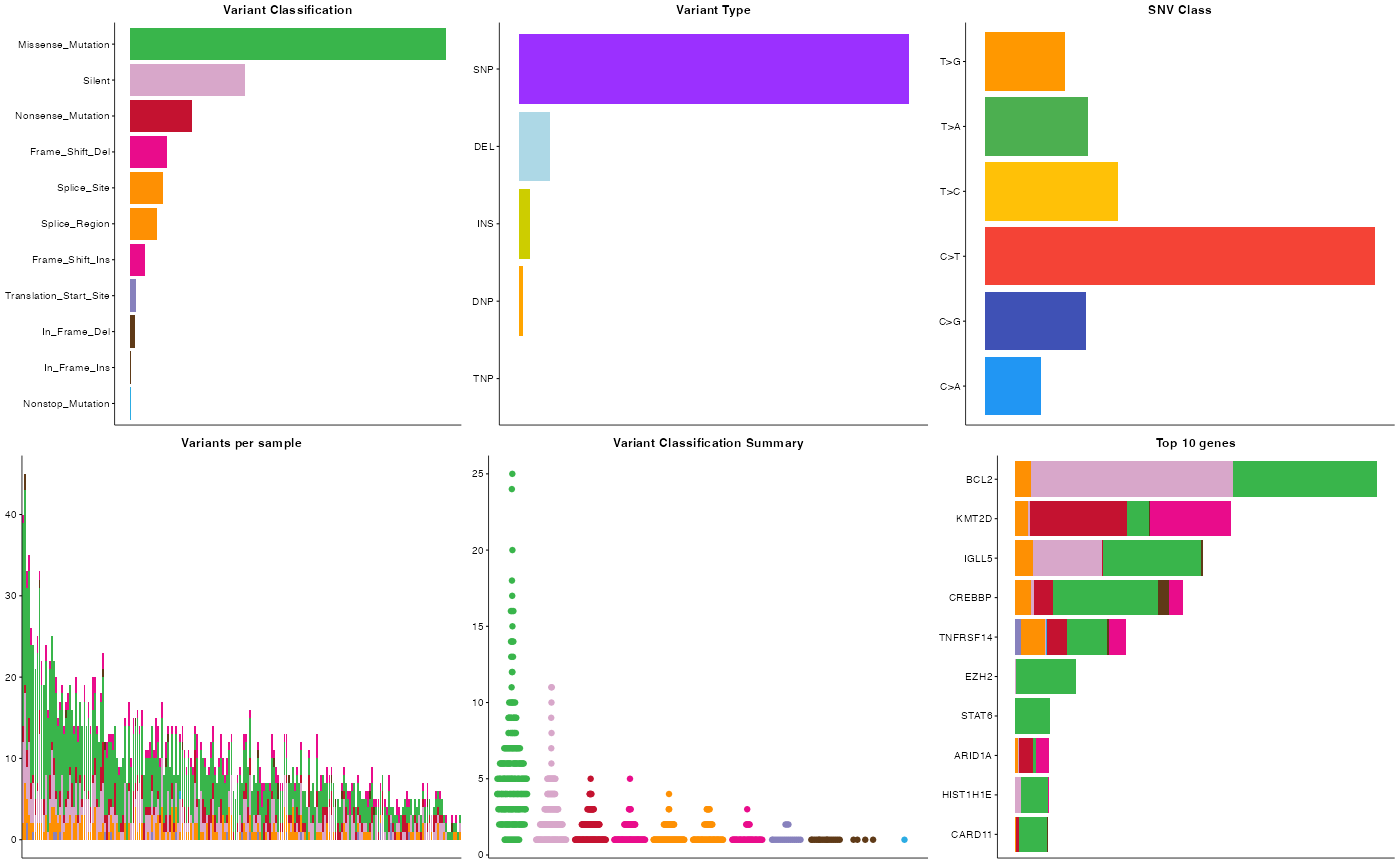 Variant Classification
Missense_Mutation
Silent
Nonsense_Mutation
Frame_Shift_Del
Splice_Site
Splice_Region
Frame_Shift_Ins
Translation_Start_Site
In_Frame_Del
In_Frame_Ins
Nonstop_Mutation
Variant Type
SNP
DEL
INS
DNP
TNP
SNV Class
T>G
T>A
T>C
C>T
C>G
C>A
Variants per sample
40
30
20
10
0
Variant Classification Summary
25
20
15
10
5
0
Top 10 genes
BCL2
KMT2D
IGLL5
CREBBP
TNFRSF14
EZH2
STAT6
ARID1A
HIST1H1E
CARD11